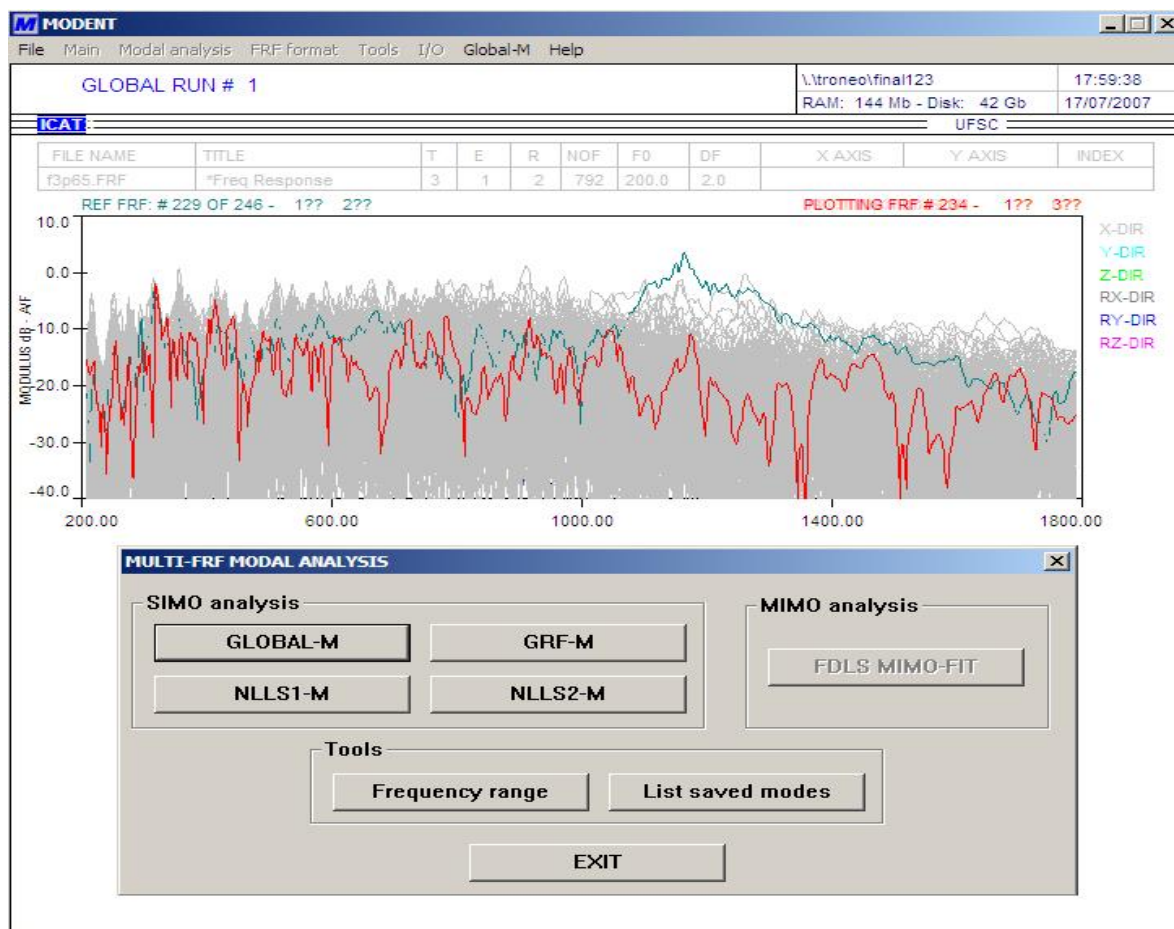 MODENT
File Main Modal analysis FRF format Tools I/O Global-M Help
GLOBAL RUN # 1
\.\troneo\final123 17:59:38
RAM: 144 Mb - Disk: 42 Gb 17/07/2007
ICAT UFSC
FILE NAME TITLE T E R NOF F0 DF X AXIS Y AXIS INDEX
f3p65.FRF *Freq Response 3 1 2 792 200.0 2.0
REF FRF: # 229 OF 246 - 1?? 2?? PLOTTING FRF # 234 - 1?? 3??
X-DIR
Y-DIR
Z-DIR
RX-DIR
RY-DIR
RZ-DIR
MODULUS dB - A/F
10.0
0.0
-10.0
-20.0
-30.0
-40.0
200.00 600.00 1000.00 1400.00 1800.00
MULTI-FRF MODAL ANALYSIS
SIMO analysis MIMO analysis
GLOBAL-M GRF-M
FDLS MIMO-FIT
NLLS1-M NLLS2-M
Tools
Frequency range List saved modes
EXIT